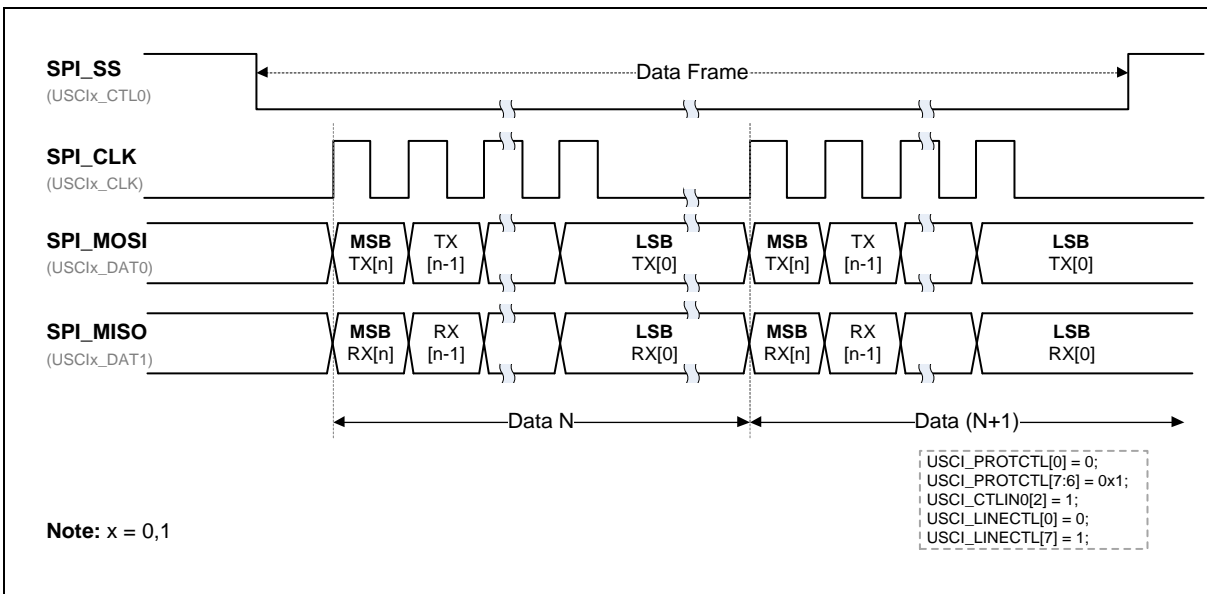 SPI_SS
(USCIx_CTL0)
Data Frame
SPI_CLK
(USCIx_CLK)
SPI_MOSI
(USCIx_DAT0)
MSB
TX[n]
TX
[n-1]
LSB
TX[0]
MSB
TX[n]
TX
[n-1]
LSB
TX[0]
SPI_MISO
(USCIx_DAT1)
MSB
RX[n]
RX
[n-1]
LSB
RX[0]
MSB
RX[n]
RX
[n-1]
LSB
RX[0]
Data N
Data (N+1)
USCI_PROTCTL[0] = 0;
USCI_PROTCTL[7:6] = 0x1;
USCI_CTLIN0[2] = 1;
USCI_LINECTL[0] = 0;
USCI_LINECTL[7] = 1;
Note: x = 0,1